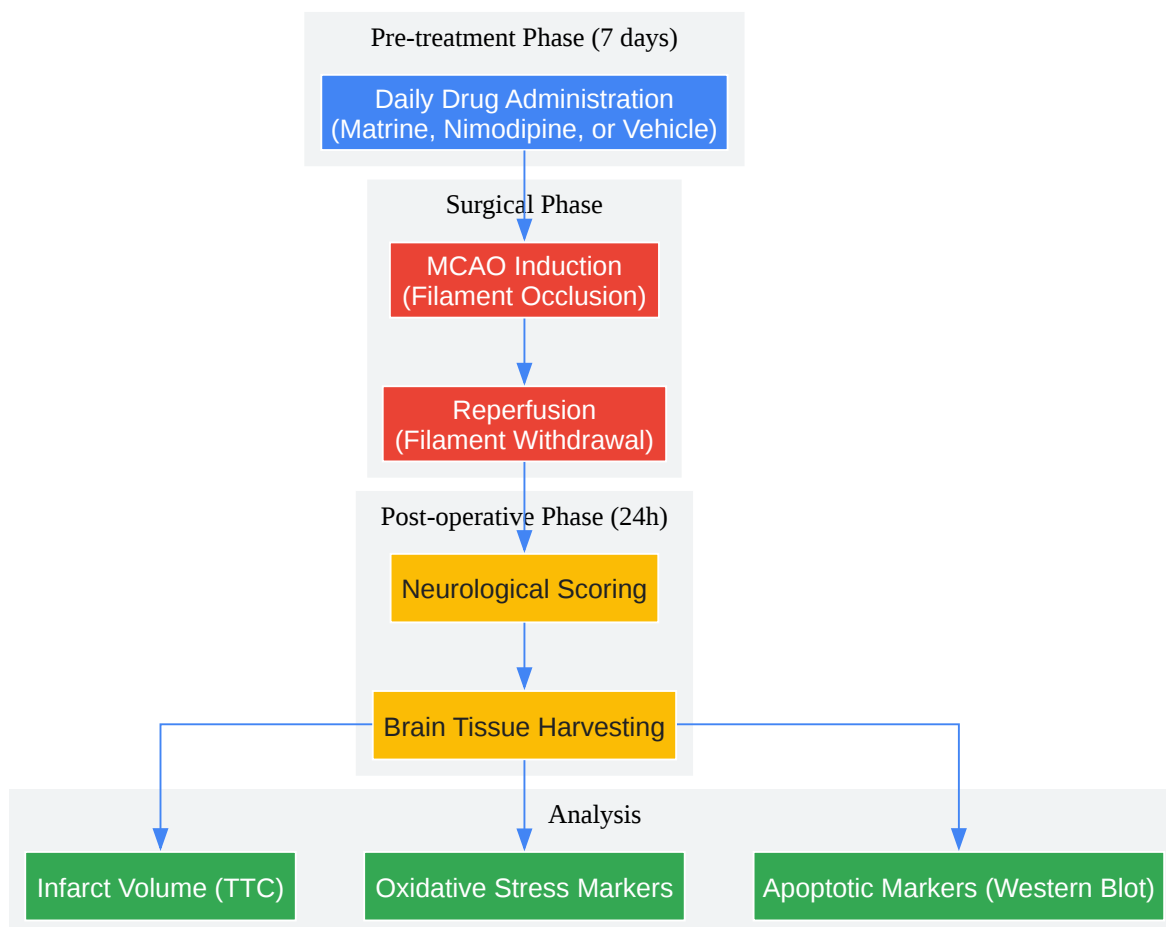 Pre-treatment Phase (7 days)
Daily Drug Administration
(Matrine, Nimodipine, or Vehicle)
Surgical Phase
MCAO Induction
(Filament Occlusion)
Reperfusion
(Filament Withdrawal)
Post-operative Phase (24h)
Neurological Scoring
Brain Tissue Harvesting
Analysis
Infarct Volume (TTC)
Oxidative Stress Markers
Apoptotic Markers (Western Blot)